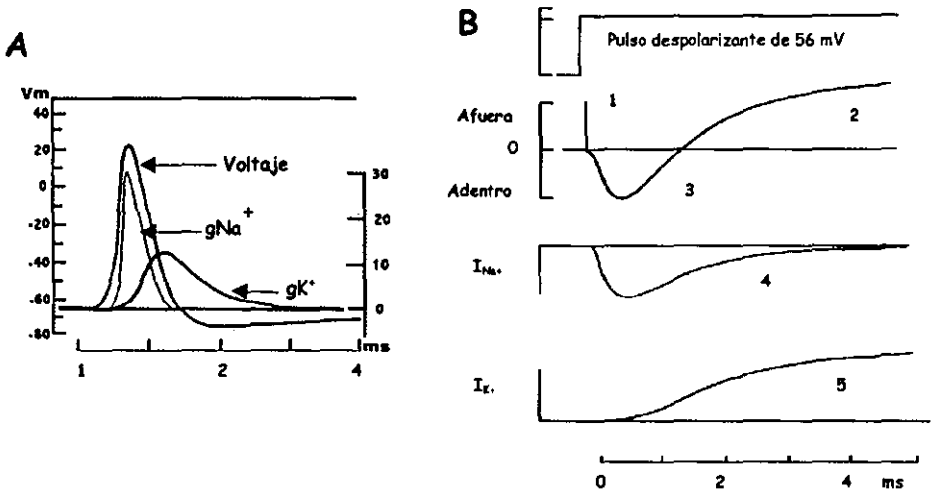 A
Vm
40
20
0
-20
-40
-60
-80
Voltaje
gNa+
gK+
30
20
10
0
ms
1
2
4
B
Pulso despolarizante de 56 mV
Afuera
0
Adentro
1
2
3
INa+
4
IK+
5
0
2
4
ms